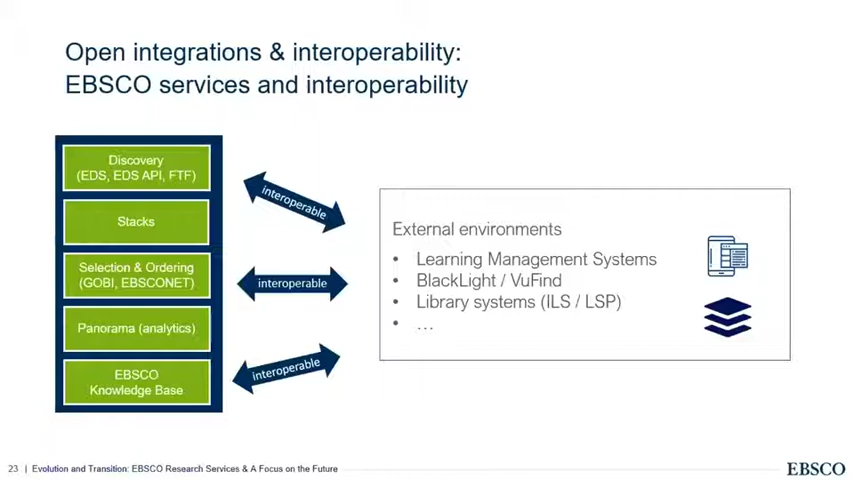 Open integrations & interoperability:
EBSCO services and interoperability
Discovery
(EDS, EDS API, FTF)
Stacks
Selection & Ordering
(GOBI, EBSCONET)
Panorama (analytics)
EBSCO
Knowledge Base
interoperable
interoperable
interoperable
External environments
• Learning Management Systems
• BlackLight / VuFind
• Library systems (ILS / LSP)
• …
23 | Evolution and Transition: EBSCO Research Services & A Focus on the Future
EBSCO